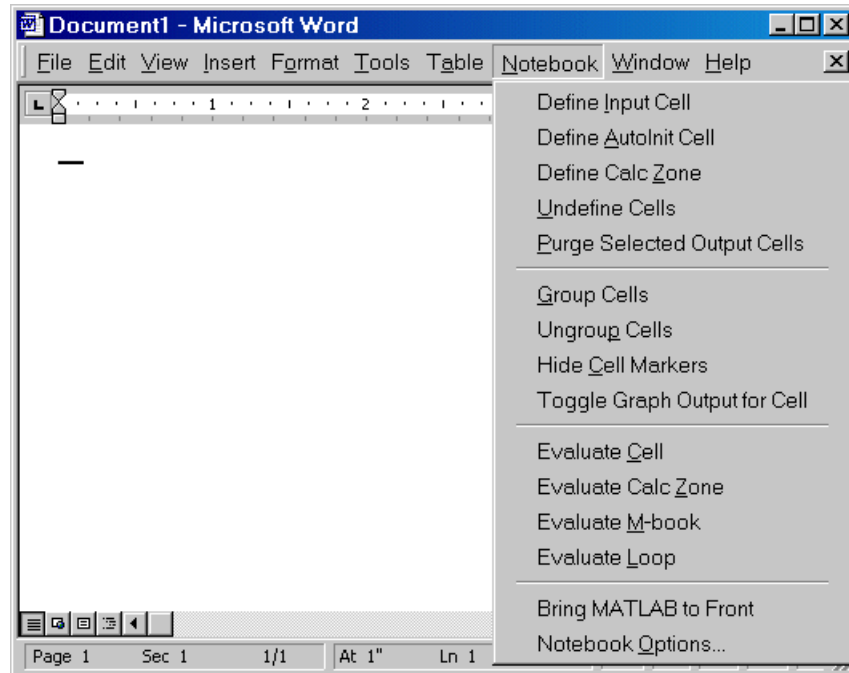 Document1 - Microsoft Word
File Edit View Insert Format Tools Table Notebook Window Help
1 2
Define Input Cell
Define AutoInit Cell
Define Calc Zone
Undefine Cells
Purge Selected Output Cells
Group Cells
Ungroup Cells
Hide Cell Markers
Toggle Graph Output for Cell
Evaluate Cell
Evaluate Calc Zone
Evaluate M-book
Evaluate Loop
Bring MATLAB to Front
Notebook Options...
Page 1 Sec 1 1/1 At 1" Ln 1